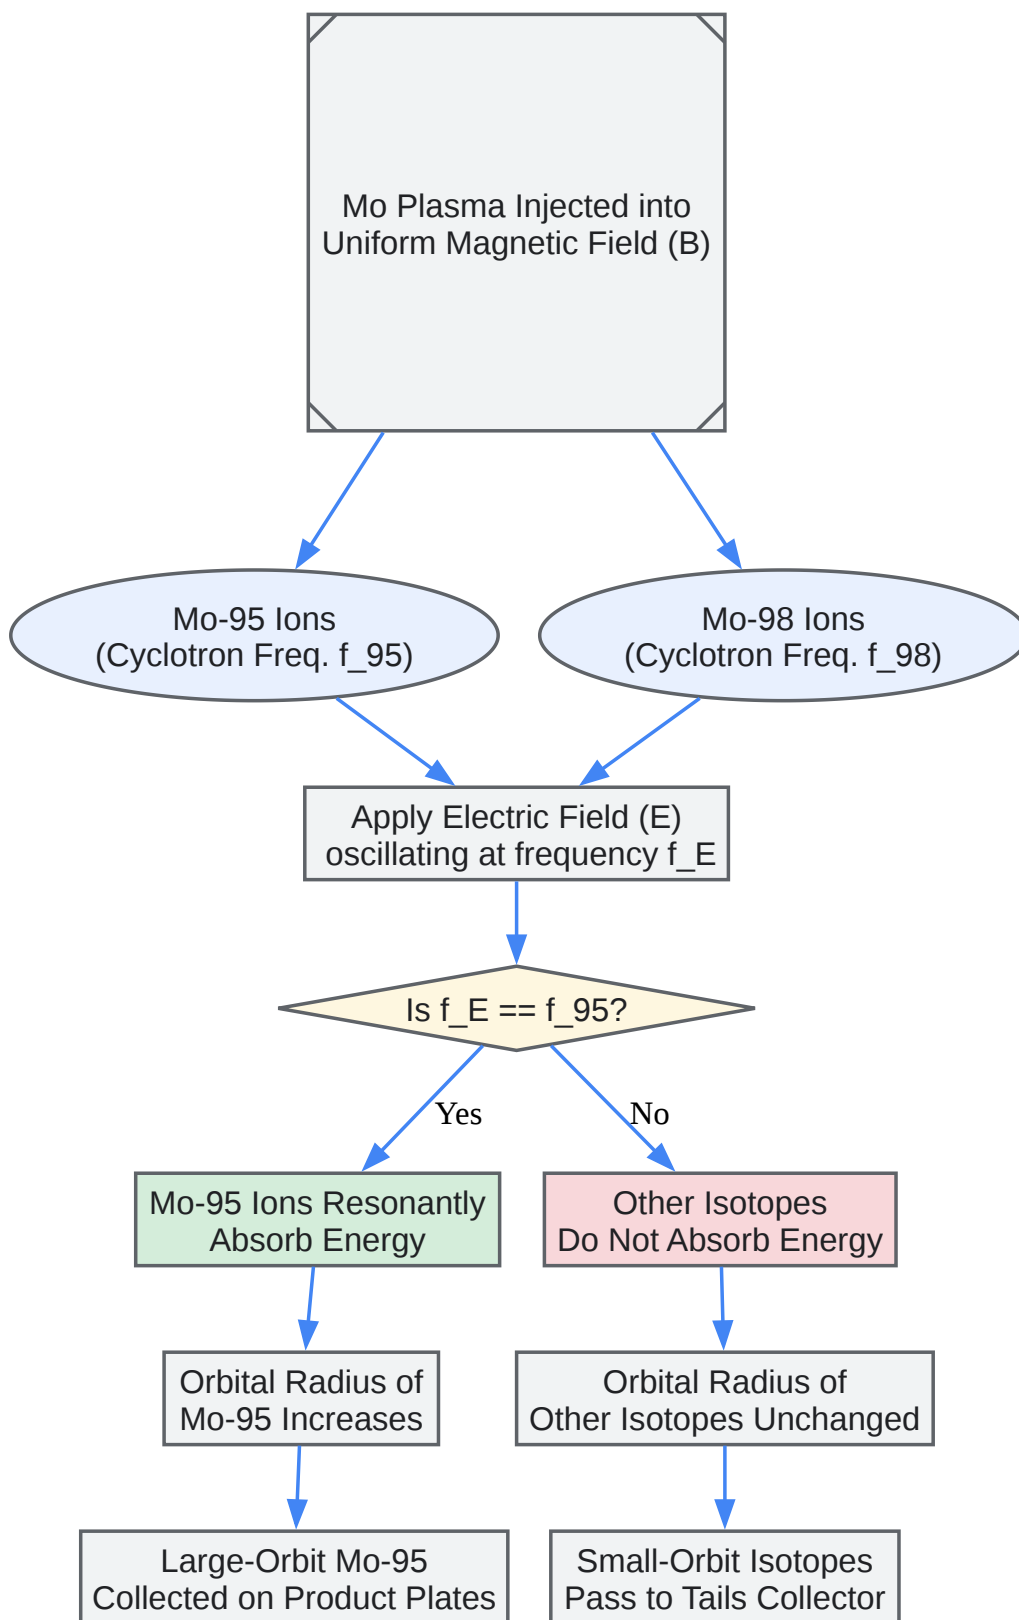 Mo Plasma Injected into
Uniform Magnetic Field (B)
Mo-95 Ions
(Cyclotron Freq. f_95)
Mo-98 Ions
(Cyclotron Freq. f_98)
Apply Electric Field (E)
oscillating at frequency f_E
Is f_E == f_95?
Yes
No
Mo-95 Ions Resonantly
Absorb Energy
Other Isotopes
Do Not Absorb Energy
Orbital Radius of
Mo-95 Increases
Orbital Radius of
Other Isotopes Unchanged
Large-Orbit Mo-95
Collected on Product Plates
Small-Orbit Isotopes
Pass to Tails Collector